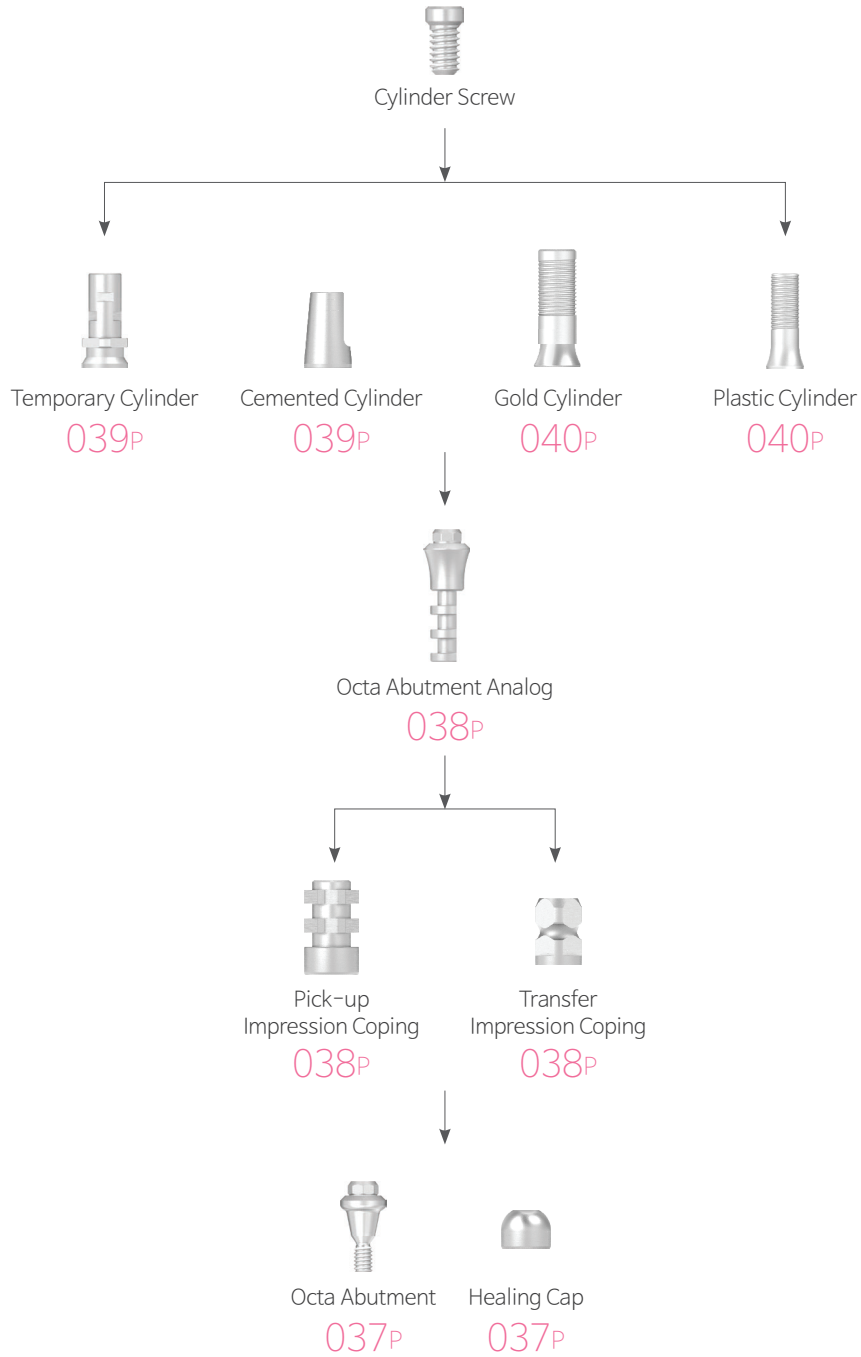 Cylinder Screw
Temporary Cylinder
039P
Cemented Cylinder
039P
Gold Cylinder
040P
Plastic Cylinder
040P
Octa Abutment Analog
038P
Pick-up
Impression Coping
038P
Transfer
Impression Coping
038P
Octa Abutment
037P
Healing Cap
037P